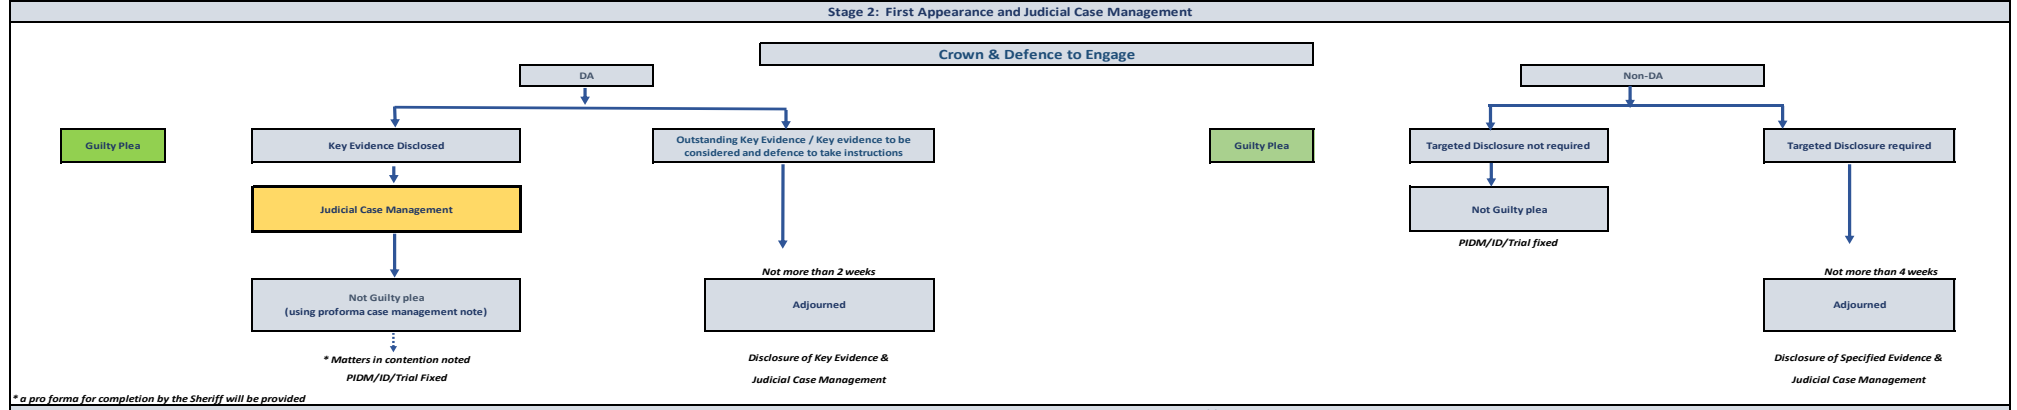 Stage 2: First Appearance and Judicial Case Management
Crown & Defence to Engage
DA
Non-DA
Guilty Plea
Key Evidence Disclosed
Outstanding Key Evidence / Key evidence to be
considered and defence to take instructions
Guilty Plea
Targeted Disclosure not required
Targeted Disclosure required
Judicial Case Management
Not Guilty plea
PIDM/ID/Trial fixed
Not more than 2 weeks
Not more than 4 weeks
Not Guilty plea
(using proforma case management note)
Adjourned
Adjourned
* Matters in contention noted
PIDM/ID/Trial Fixed
Disclosure of Key Evidence &
Judicial Case Management
Disclosure of Specified Evidence &
Judicial Case Management
* a pro forma for completion by the Sheriff will be provided